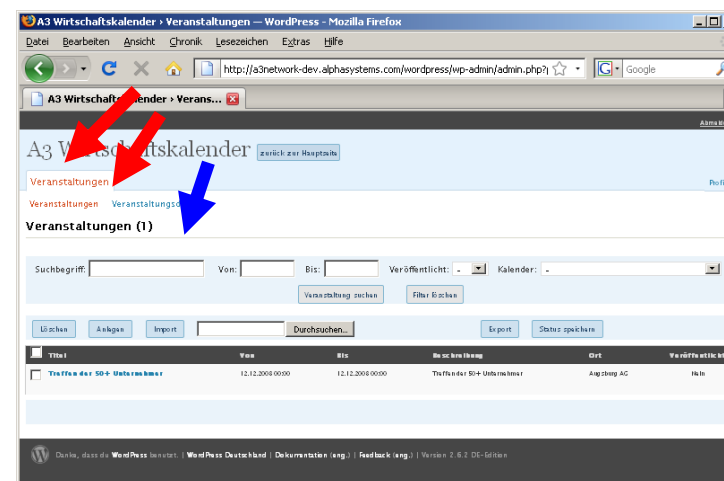 A3 Wirtschaftskalender › Veranstaltungen — WordPress - Mozilla Firefox
Datei Bearbeiten Ansicht Chronik Lesezeichen Extras Hilfe
http://a3network-dev.alphasystems.com/wordpress/wp-admin/admin.php?
Google
A3 Wirtschaftskalender › Verans...
A3 Wirtschaftskalender zurück zur Hauptseite
Veranstaltungen
Veranstaltungen
Veranstaltungen (1)
Suchbegriff: Von: Bis: Veröffentlicht: - Kalender: -
Veranstaltung suchen Filter löschen
Löschen Anlegen Import Durchsuchen... Export Status speichern
Titel Von Bis Beschreibung Ort Veröffentlicht
Treffen der 50+ Unternehmer 12.12.2008 00:00 12.12.2008 00:00 Treffen der 50+ Unternehmer Augsburg AG Nein
Danke, dass du WordPress benutzt. | WordPress Deutschland | Dokumentation (eng.) | Feedback (eng.) | Version 2.6.2 DE-Edition